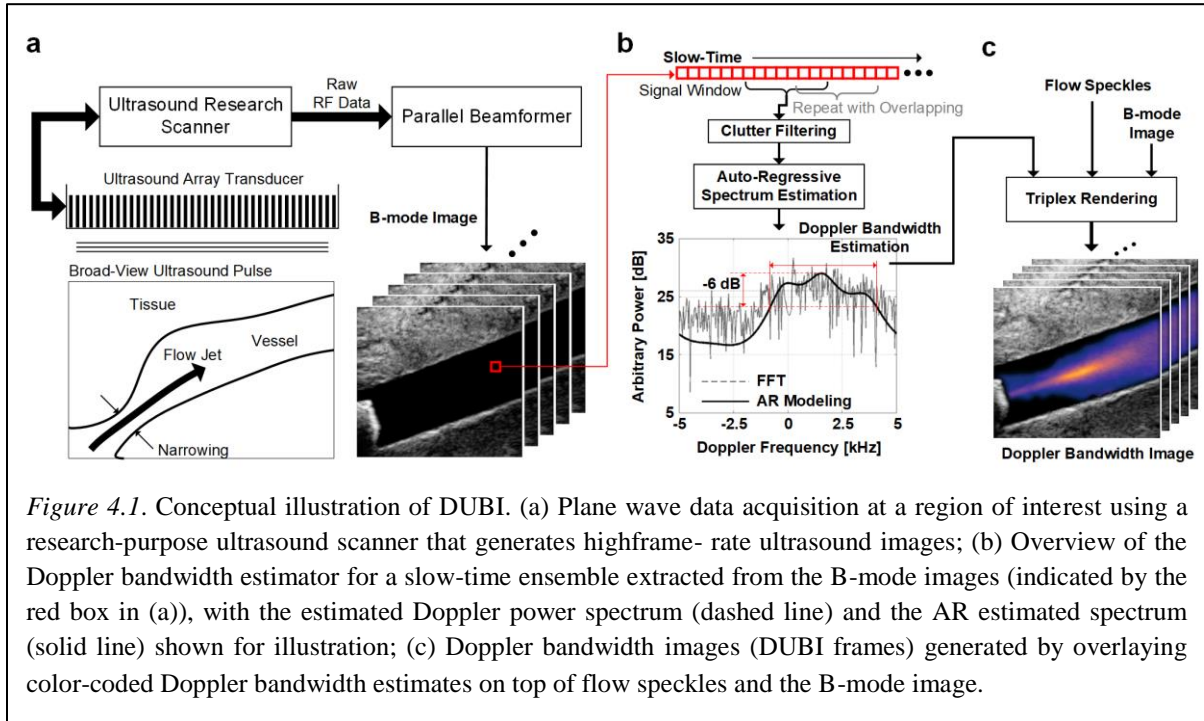 a
Ultrasound Research
Scanner
Raw
RF Data
Parallel Beamformer
Ultrasound Array Transducer
B-mode Image
Broad-View Ultrasound Pulse
Tissue
Vessel
Flow Jet
Narrowing
b
Slow-Time
Signal Window
Repeat with Overlapping
Clutter Filtering
Auto-Regressive
Spectrum Estimation
Doppler Bandwidth
Estimation
Arbitrary Power [dB]
35
25
15
5
-6 dB
FFT
AR Modeling
-5 -2.5 0 2.5 5
Doppler Frequency [kHz]
c
Flow Speckles
B-mode
Image
Triplex Rendering
Doppler Bandwidth Image
Figure 4.1. Conceptual illustration of DUBI. (a) Plane wave data acquisition at a region of interest using a
research-purpose ultrasound scanner that generates highframe- rate ultrasound images; (b) Overview of the
Doppler bandwidth estimator for a slow-time ensemble extracted from the B-mode images (indicated by the
red box in (a)), with the estimated Doppler power spectrum (dashed line) and the AR estimated spectrum
(solid line) shown for illustration; (c) Doppler bandwidth images (DUBI frames) generated by overlaying
color-coded Doppler bandwidth estimates on top of flow speckles and the B-mode image.